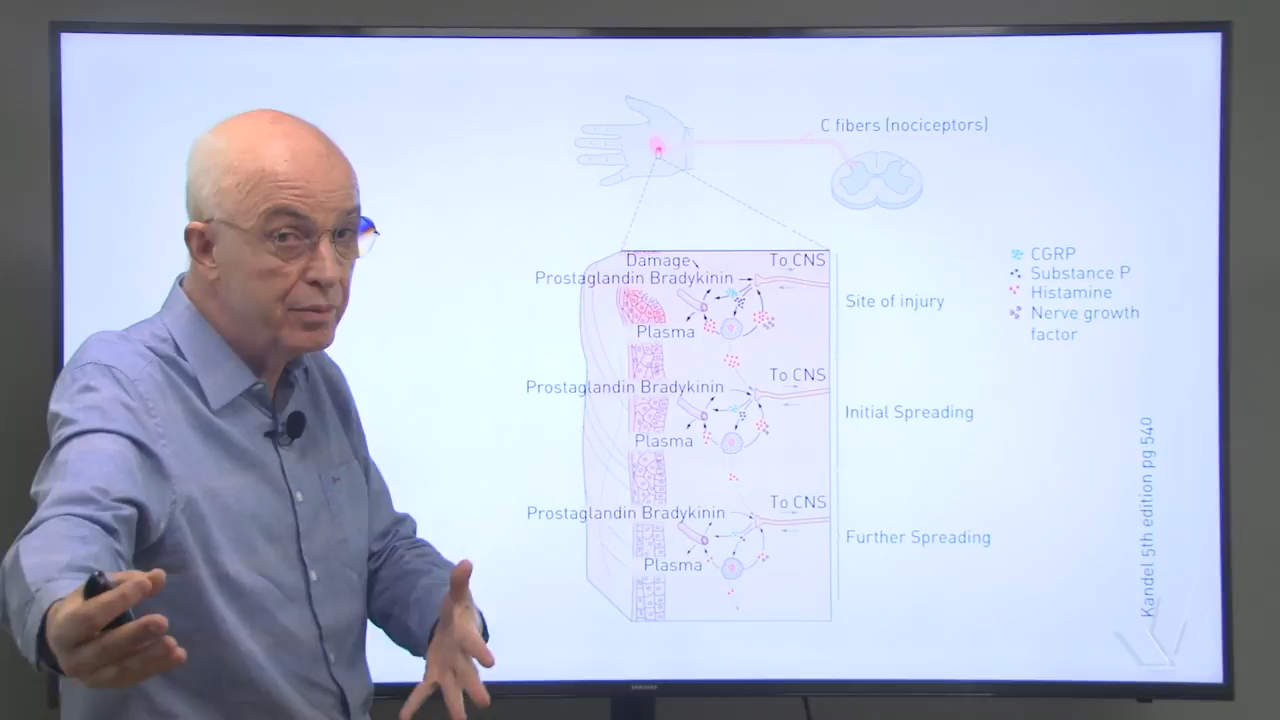 C fibers (nociceptors)
Damage
To CNS
Prostaglandin Bradykinin
Plasma
Site of injury
Prostaglandin Bradykinin
To CNS
Plasma
Initial Spreading
Prostaglandin Bradykinin
To CNS
Plasma
Further Spreading
CGRP
Substance P
Histamine
Nerve growth
factor
Kandel 5th edition pg 540
SAMSUNG